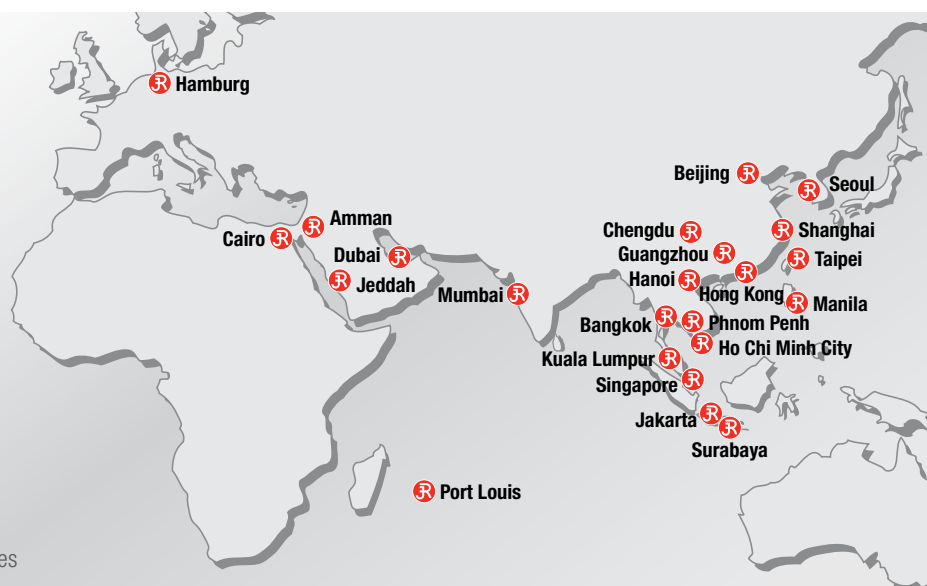 Hamburg
Beijing
Seoul
Amman
Cairo
Chengdu
Shanghai
Dubai
Guangzhou
Taipei
Jeddah
Hanoi
Mumbai
Hong Kong
Manila
Bangkok
Phnom Penh
Ho Chi Minh City
Kuala Lumpur
Singapore
Jakarta
Surabaya
Port Louis
es